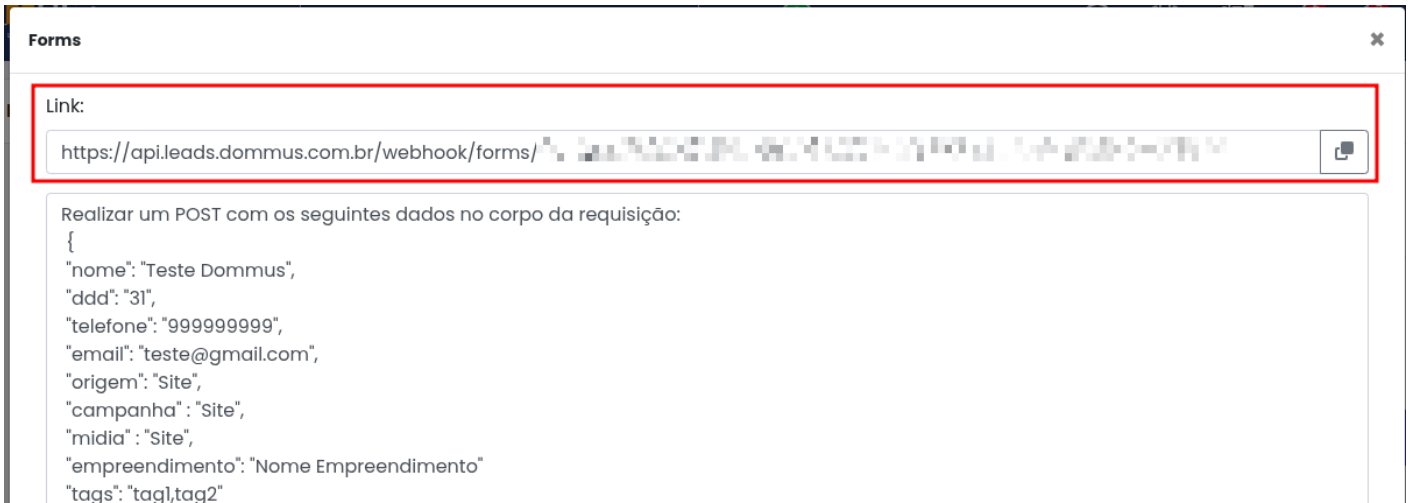 Forms
Link:
https://api.leads.dommus.com.br/webhook/forms/
Realizar um POST com os seguintes dados no corpo da requisição:
{
"nome": "Teste Dommus",
"ddd": "31",
"telefone": "999999999",
"email": "teste@gmail.com",
"origem": "Site",
"campanha" : "Site",
"midia" : "Site",
"empreendimento": "Nome Empreendimento"
"tags": "tag1,tag2"